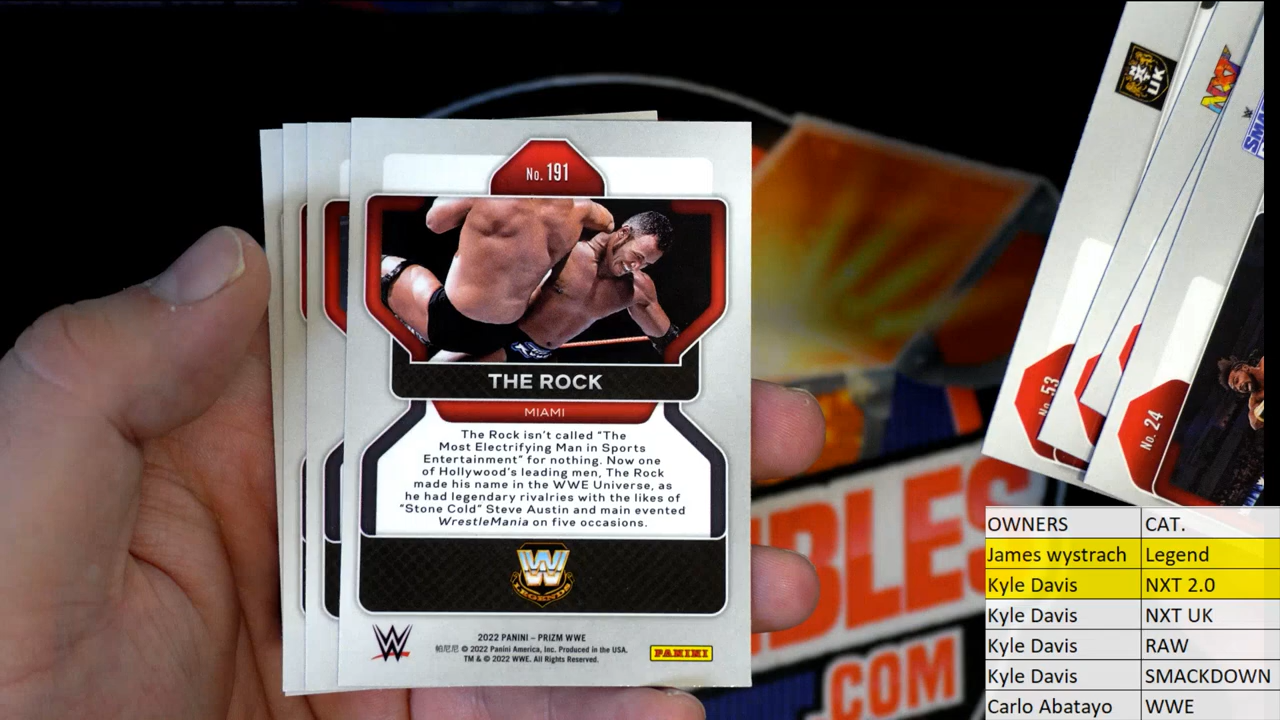 No. 191
THE ROCK
MIAMI
The Rock isn't called "The
Most Electrifying Man in Sports
Entertainment" for nothing. Now one
of Hollywood's leading men, The Rock
made his name in the WWE Universe, as
he had legendary rivalries with the likes of
"Stone Cold" Steve Austin and main evented
WrestleMania on five occasions.
W
LEGENDS
W
2022 PANINI – PRIZM WWE
帕尼尼 © 2022 Panini America, Inc. Produced in the USA.
TM & © 2022 WWE. All Rights Reserved.
PANINI
UK
NXT
No. 53
No. 24
BLES
.COM
OWNERS CAT.
James wystrach Legend
Kyle Davis NXT 2.0
Kyle Davis NXT UK
Kyle Davis RAW
Kyle Davis SMACKDOWN
Carlo Abatayo WWE